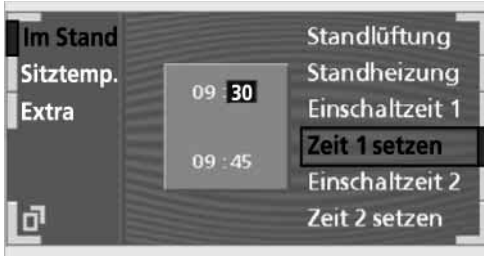 Im Stand
Sitztemp.
Extra
09 : 30
09 : 45
Standlüftung
Standheizung
Einschaltzeit 1
Zeit 1 setzen
Einschaltzeit 2
Zeit 2 setzen